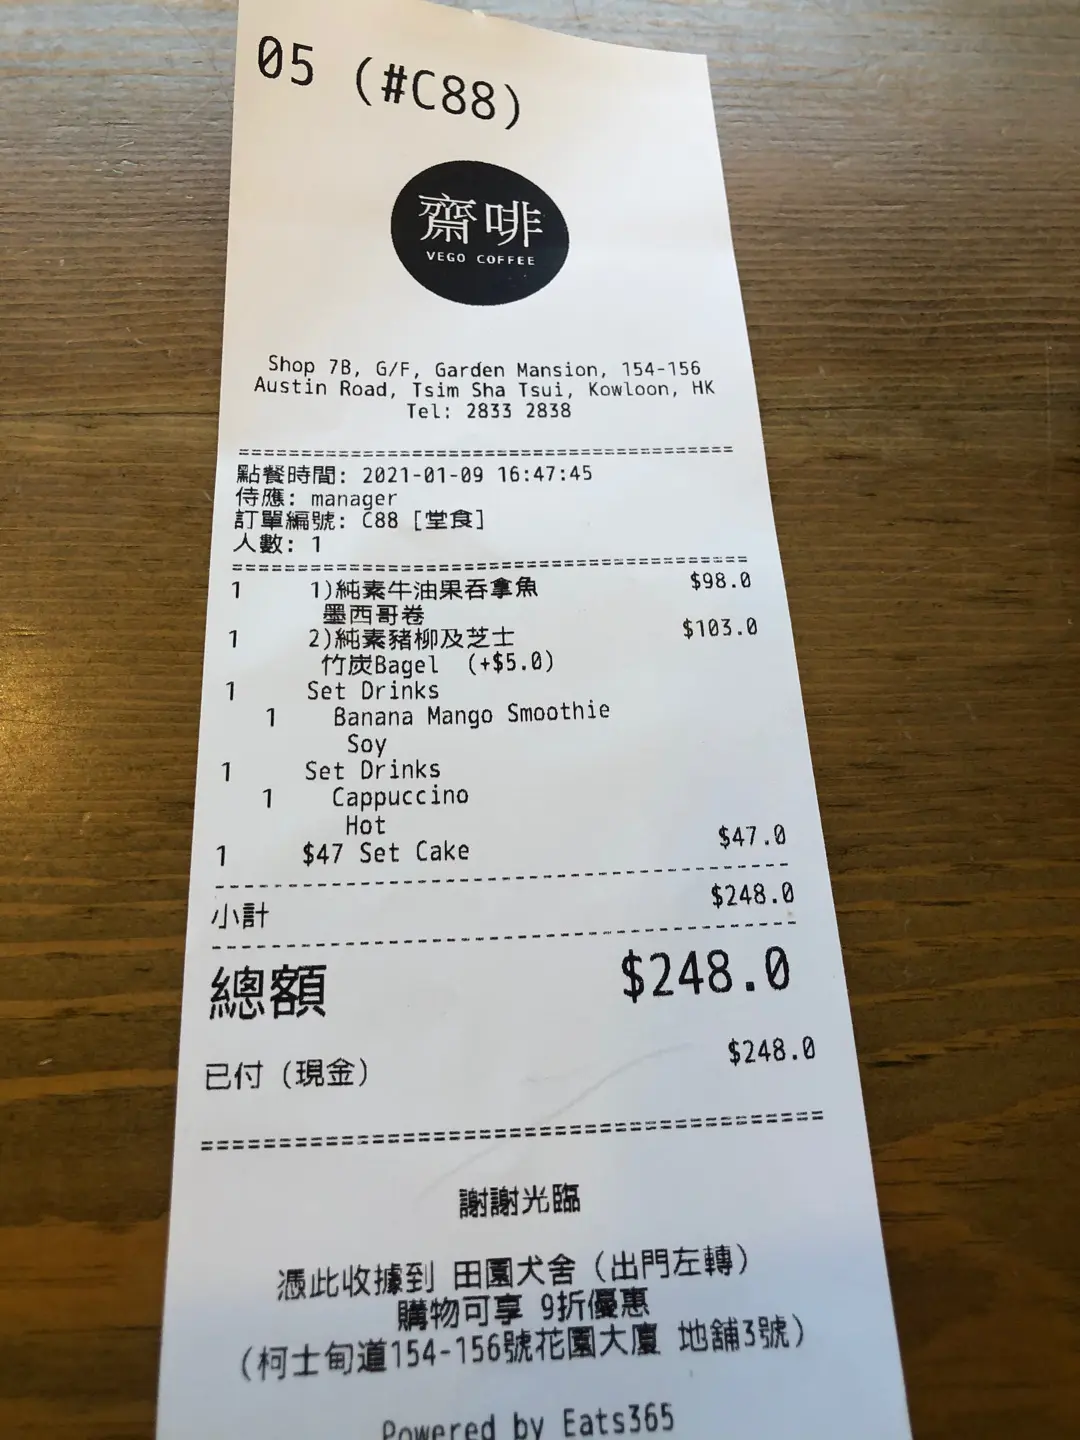 05 (#C88)
齋啡
VEGO COFFEE
Shop 7B, G/F, Garden Mansion, 154-156
Austin Road, Tsim Sha Tsui, Kowloon, HK
Tel: 2833 2838
========================================
點餐時間: 2021-01-09 16:47:45
侍應: manager
訂單編號: C88 [堂食]
人數: 1
========================================
1 1)純素牛油果吞拿魚 $98.0
墨西哥卷
1 2)純素豬柳及芝士 $103.0
竹炭Bagel (+$5.0)
1 Set Drinks
1 Banana Mango Smoothie
Soy
1 Set Drinks
1 Cappuccino
Hot
1 $47 Set Cake $47.0
----------------------------------------
小計 $248.0
----------------------------------------
總額 $248.0
已付 (現金) $248.0
========================================
謝謝光臨
憑此收據到 田園犬舍 (出門左轉)
購物可享 9折優惠
(柯士甸道154-156號花園大廈 地舖3號)
Powered by Eats365